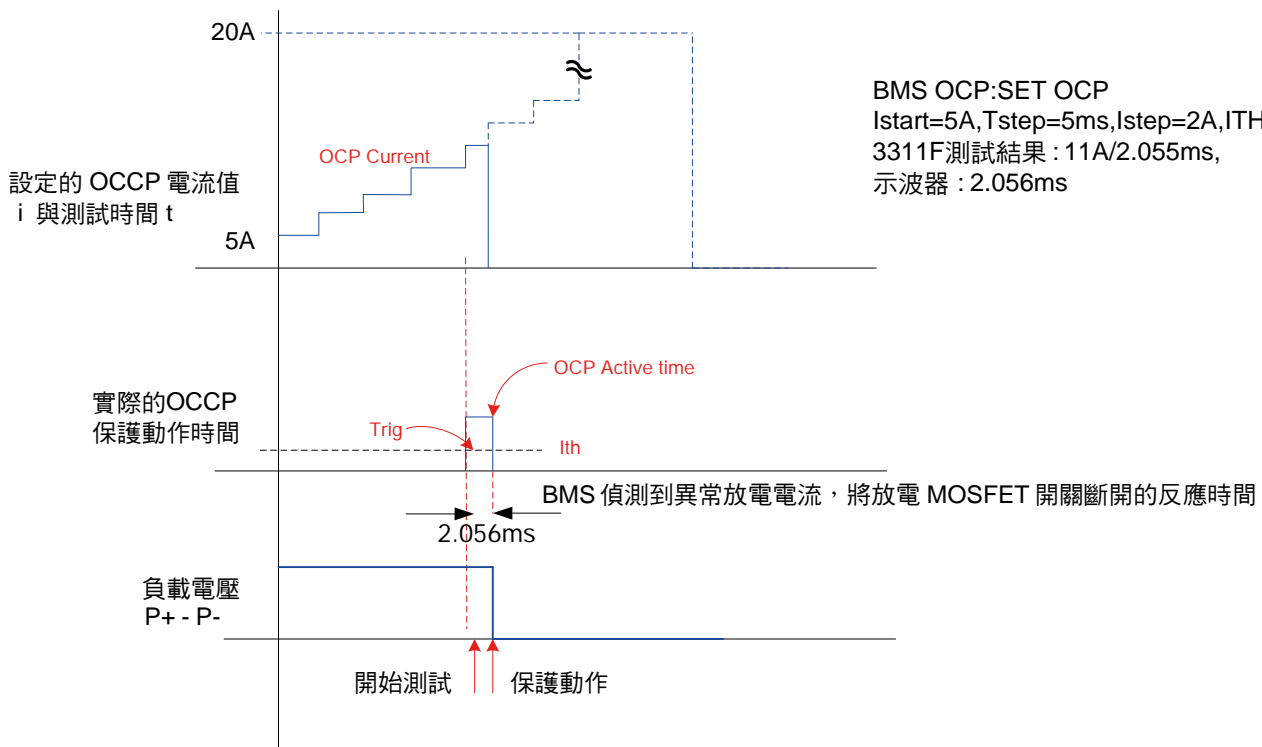 20A
BMS OCP:SET OCP
Istart=5A,Tstep=5ms,Istep=2A,ITH
3311F測試結果：11A/2.055ms,
示波器：2.056ms
OCP Current
設定的 OCCP 電流值
i 與測試時間 t
5A
OCP Active time
實際的OCCP
保護動作時間
Trig
Ith
BMS 偵測到異常放電電流，將放電 MOSFET 開關斷開的反應時間
2.056ms
負載電壓
P+ - P-
開始測試
保護動作